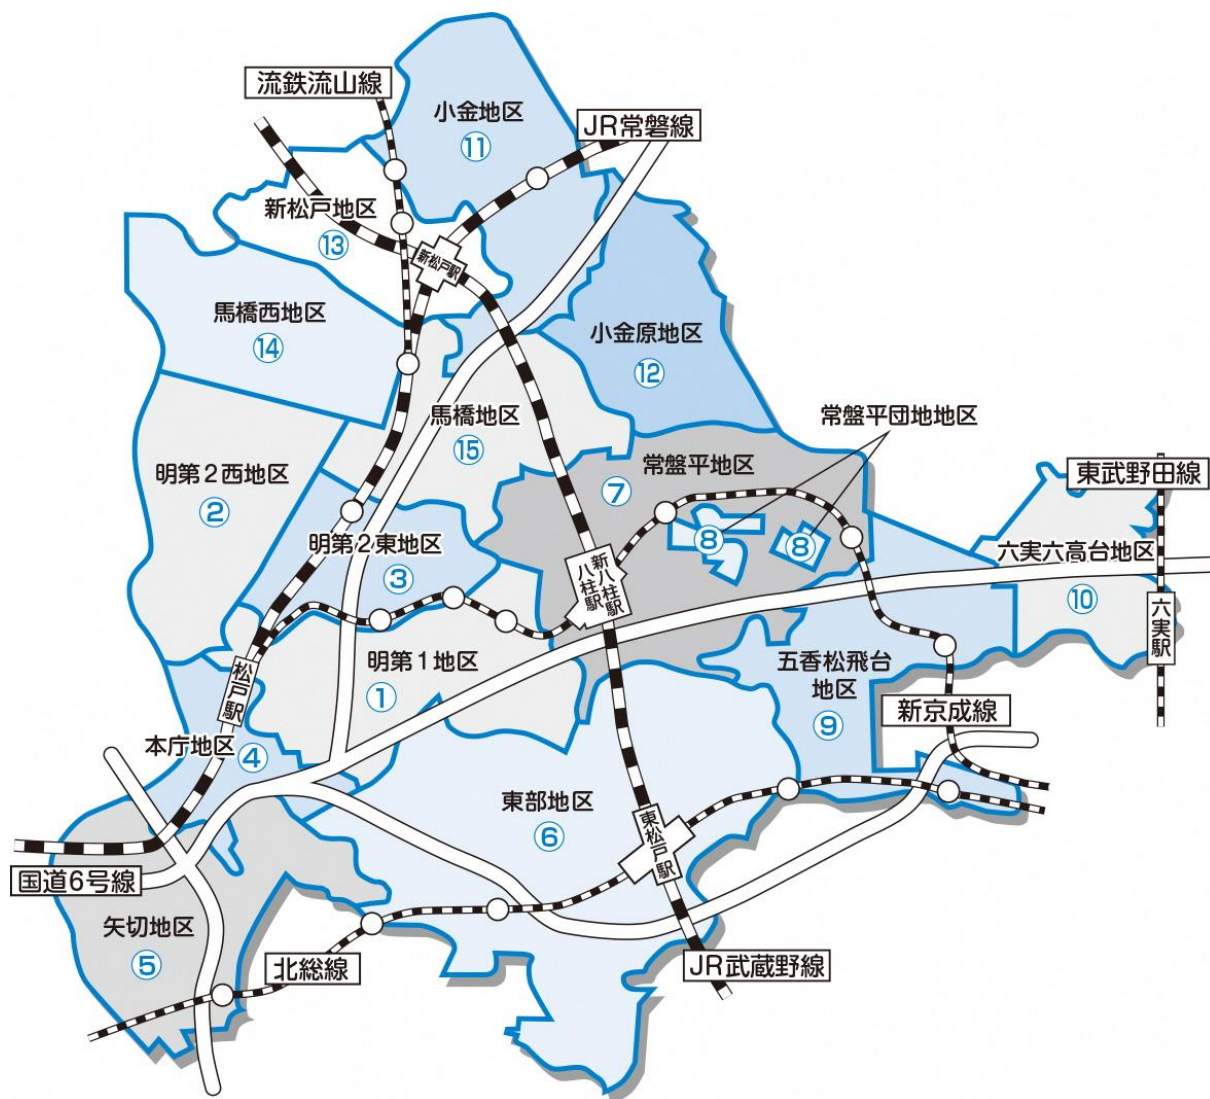 流鉄流山線
小金地区
⑪
JR常磐線
新松戸地区
⑬
新松戸駅
馬橋西地区
⑭
小金原地区
⑫
馬橋地区
⑮
常盤平団地地区
常盤平地区
⑦
明第2西地区
②
東武野田線
⑧
⑧
明第2東地区
③
六実六高台地区
⑩
新八柱駅
八柱駅
六実駅
明第1地区
①
五香松飛台
地区
⑨
松戸駅
新京成線
本庁地区
④
東部地区
⑥
東松戸駅
国道6号線
矢切地区
⑤
北総線
JR武蔵野線